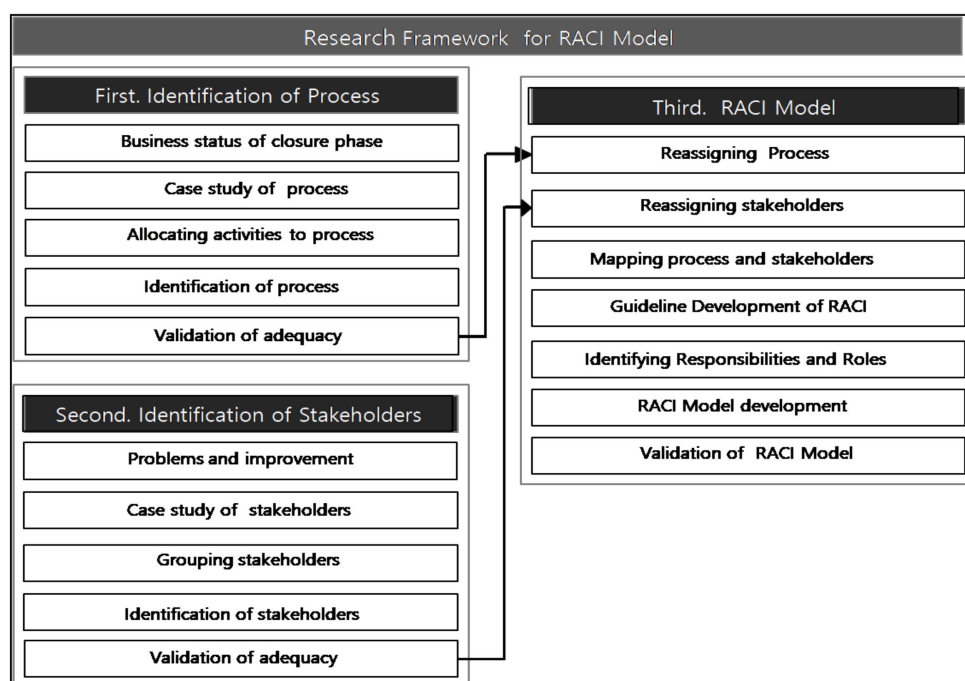 Research Framework for RACI Model
First. Identification of Process
Business status of closure phase
Case study of process
Allocating activities to process
Identification of process
Validation of adequacy
Second. Identification of Stakeholders
Problems and improvement
Case study of stakeholders
Grouping stakeholders
Identification of stakeholders
Validation of adequacy
Third. RACI Model
Reassigning Process
Reassigning stakeholders
Mapping process and stakeholders
Guideline Development of RACI
Identifying Responsibilities and Roles
RACI Model development
Validation of RACI Model